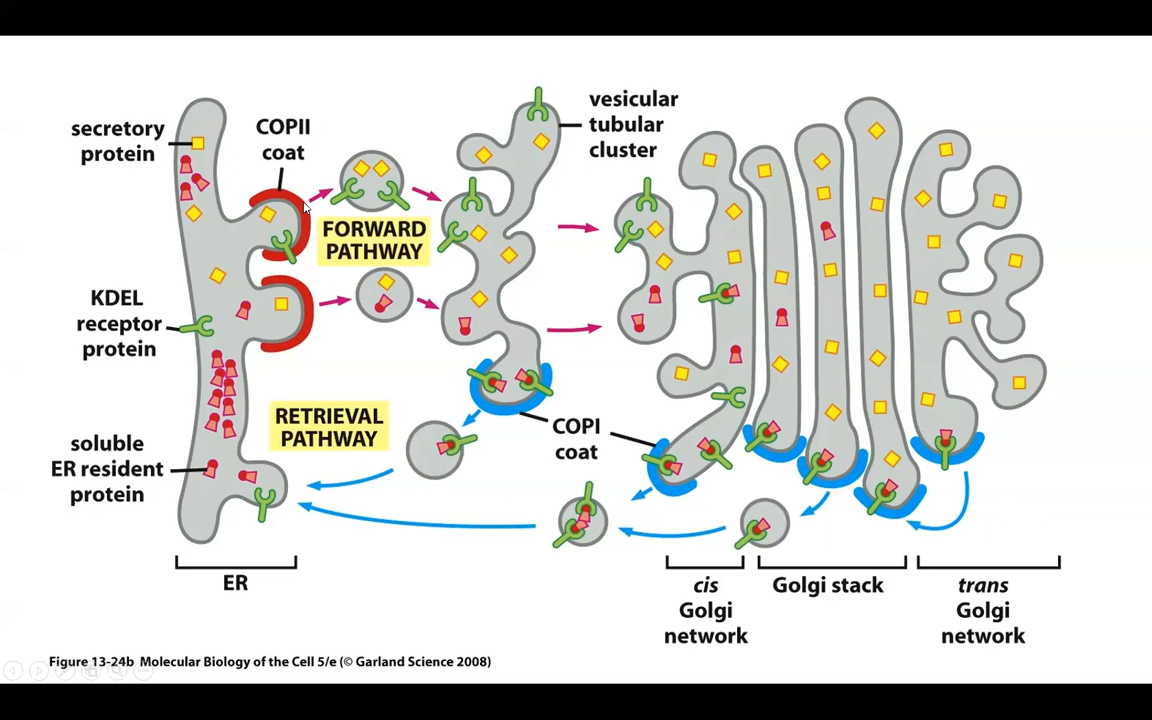 secretory
protein
COPII
coat
vesicular
tubular
cluster
FORWARD
PATHWAY
KDEL
receptor
protein
RETRIEVAL
PATHWAY
COPI
coat
soluble
ER resident
protein
ER
cis
Golgi
network
Golgi stack
trans
Golgi
network
Figure 13-24b Molecular Biology of the Cell 5/e (© Garland Science 2008)